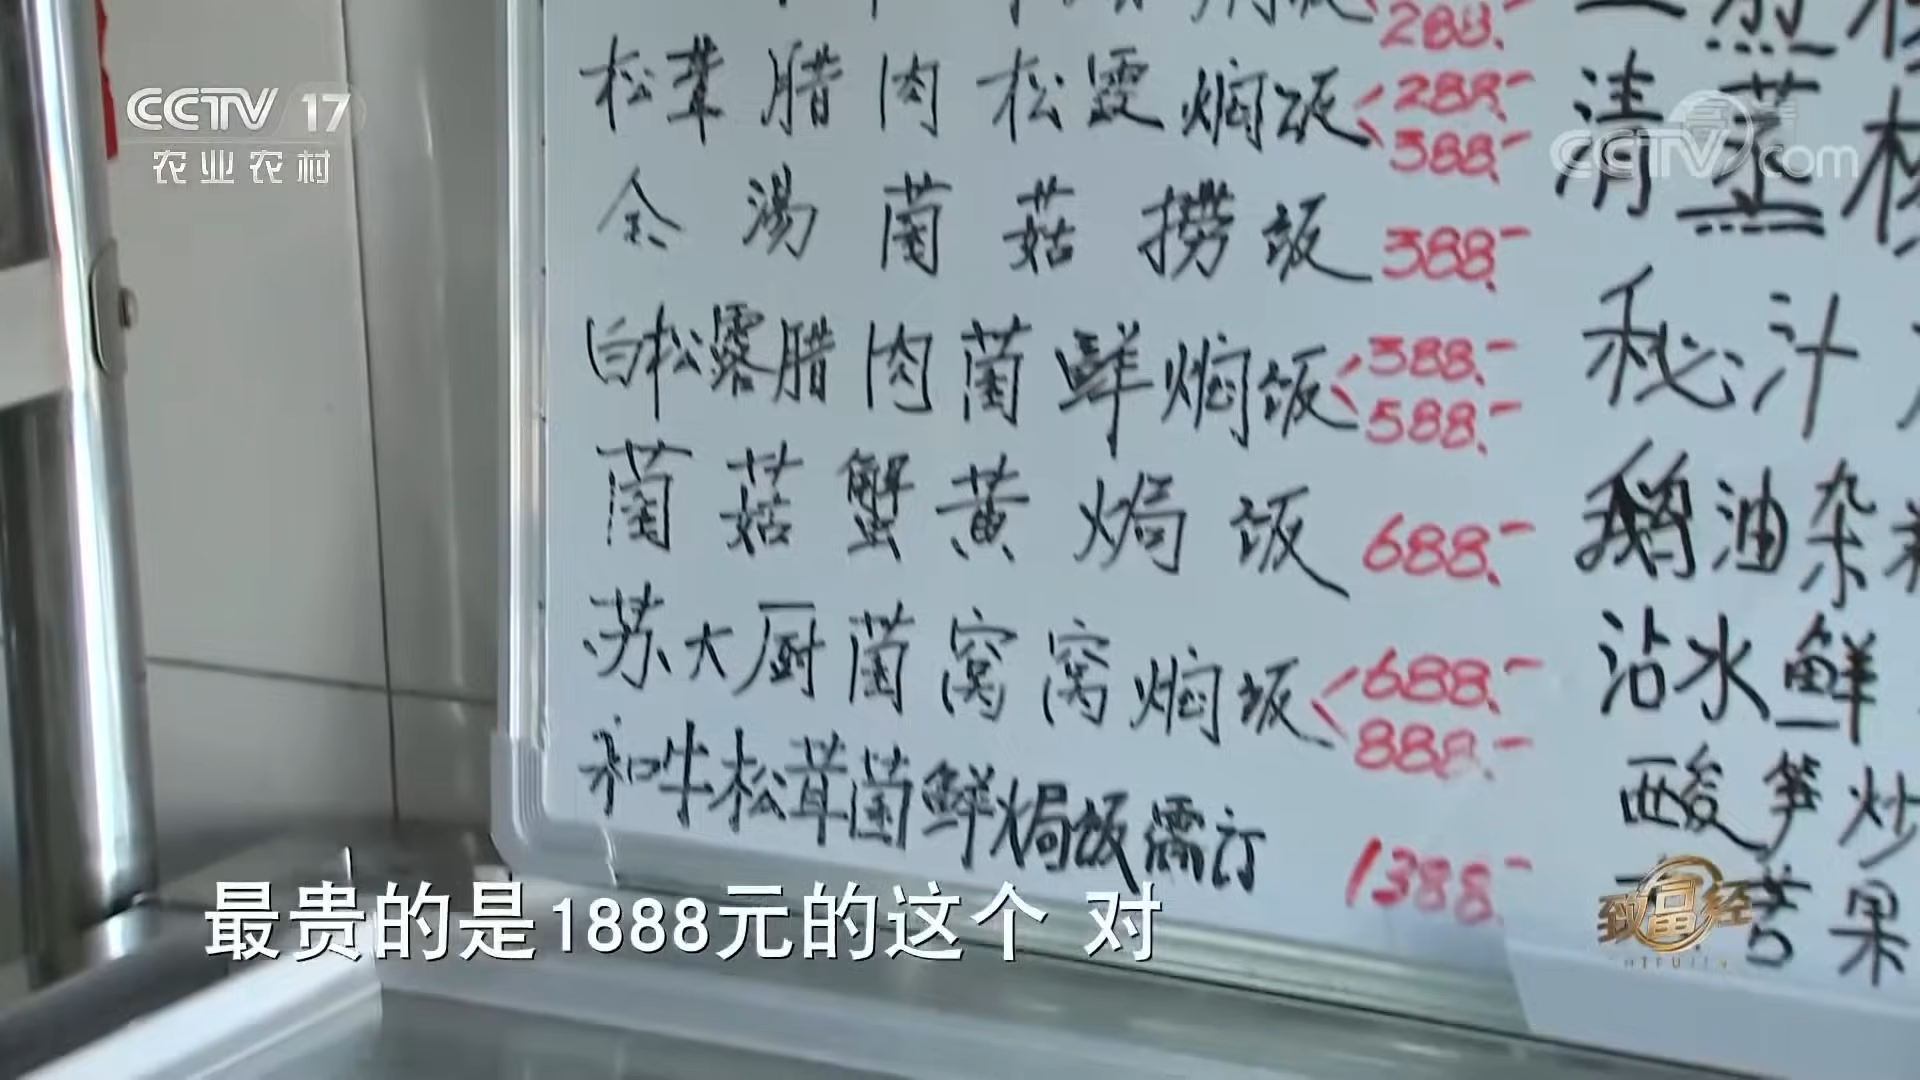 CCTV 17
农业农村
CCTV.com
288.-
松茸腊肉松露焖饭 288.- 388.-
金汤菌菇捞饭 388.-
白松露腊肉菌鲜焖饭 388.- 588.-
菌菇蟹黄焗饭 688.-
苏大厨菌窝窝焖饭 688.- 888.-
和牛松茸菌鲜焗饭需订 1388.-
清蒸
秘汁
鹅油杂
沾水鲜
酸笋炒
果
最贵的是1888元的这个 对
致富经